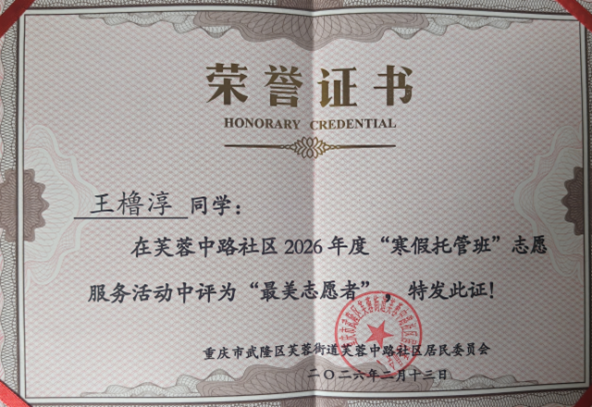 荣誉证书
HONORARY CREDENTIAL
王橹淳 同学：
在芙蓉中路社区2026年度“寒假托管班”志愿
服务活动中评为“最美志愿者”，特发此证！
重庆市武隆区芙蓉街道芙蓉中路社区居民委员会
二〇二六年二月十三日